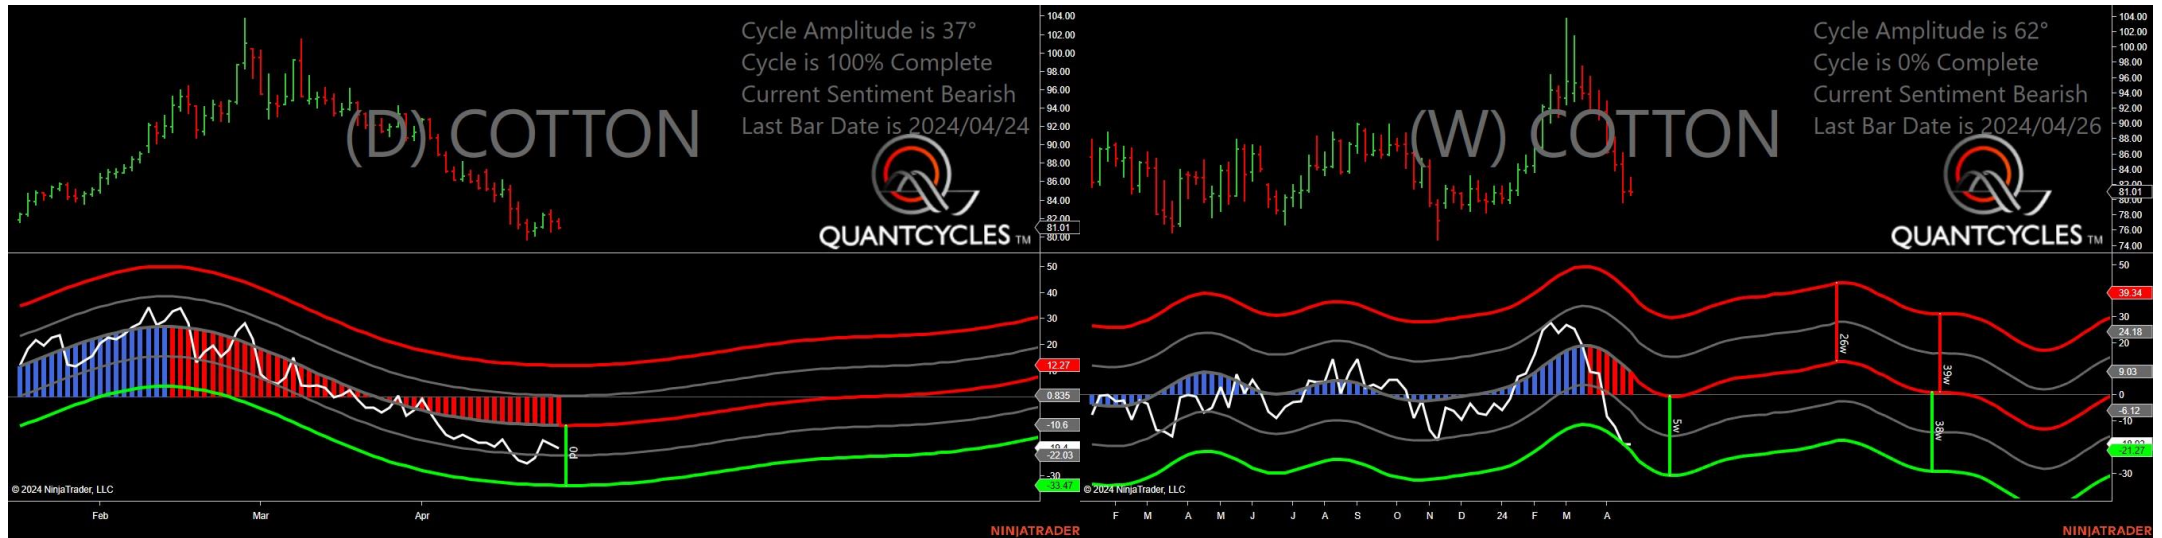 Cycle Amplitude is 37°
Cycle is 100% Complete
Current Sentiment Bearish
Last Bar Date is 2024/04/24
(D) COTTON
QUANTCYCLES TM
104.00
102.00
100.00
98.00
96.00
94.00
92.00
90.00
88.00
86.00
84.00
82.00
81.01
80.00
50
40
30
20
12.27
10
0.835
-10.6
-22.03
-30
-33.47
0d
© 2024 NinjaTrader, LLC
Feb Mar Apr
NINJATRADER
Cycle Amplitude is 62°
Cycle is 0% Complete
Current Sentiment Bearish
Last Bar Date is 2024/04/26
(W) COTTON
QUANTCYCLES TM
104.00
102.00
100.00
98.00
96.00
94.00
92.00
90.00
88.00
86.00
84.00
82.00
81.01
80.00
78.00
76.00
74.00
50
39.34
30
24.18
20
9.03
0
-6.12
-10
-21.27
-30
26w
39w
5w
38w
© 2024 NinjaTrader, LLC
F M A M J J A S O N D 24 F M A
NINJATRADER